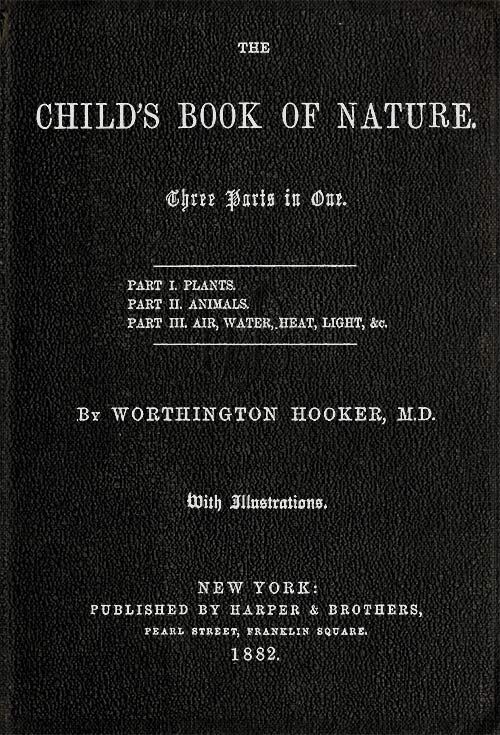 THE
CHILD'S BOOK OF NATURE.
Three Parts in One.
PART I. PLANTS.
PART II. ANIMALS.
PART III. AIR, WATER, HEAT, LIGHT, &c.
By WORTHINGTON HOOKER, M.D.
With Illustrations.
NEW YORK:
PUBLISHED BY HARPER & BROTHERS,
PEARL STREET, FRANKLIN SQUARE.
1882.